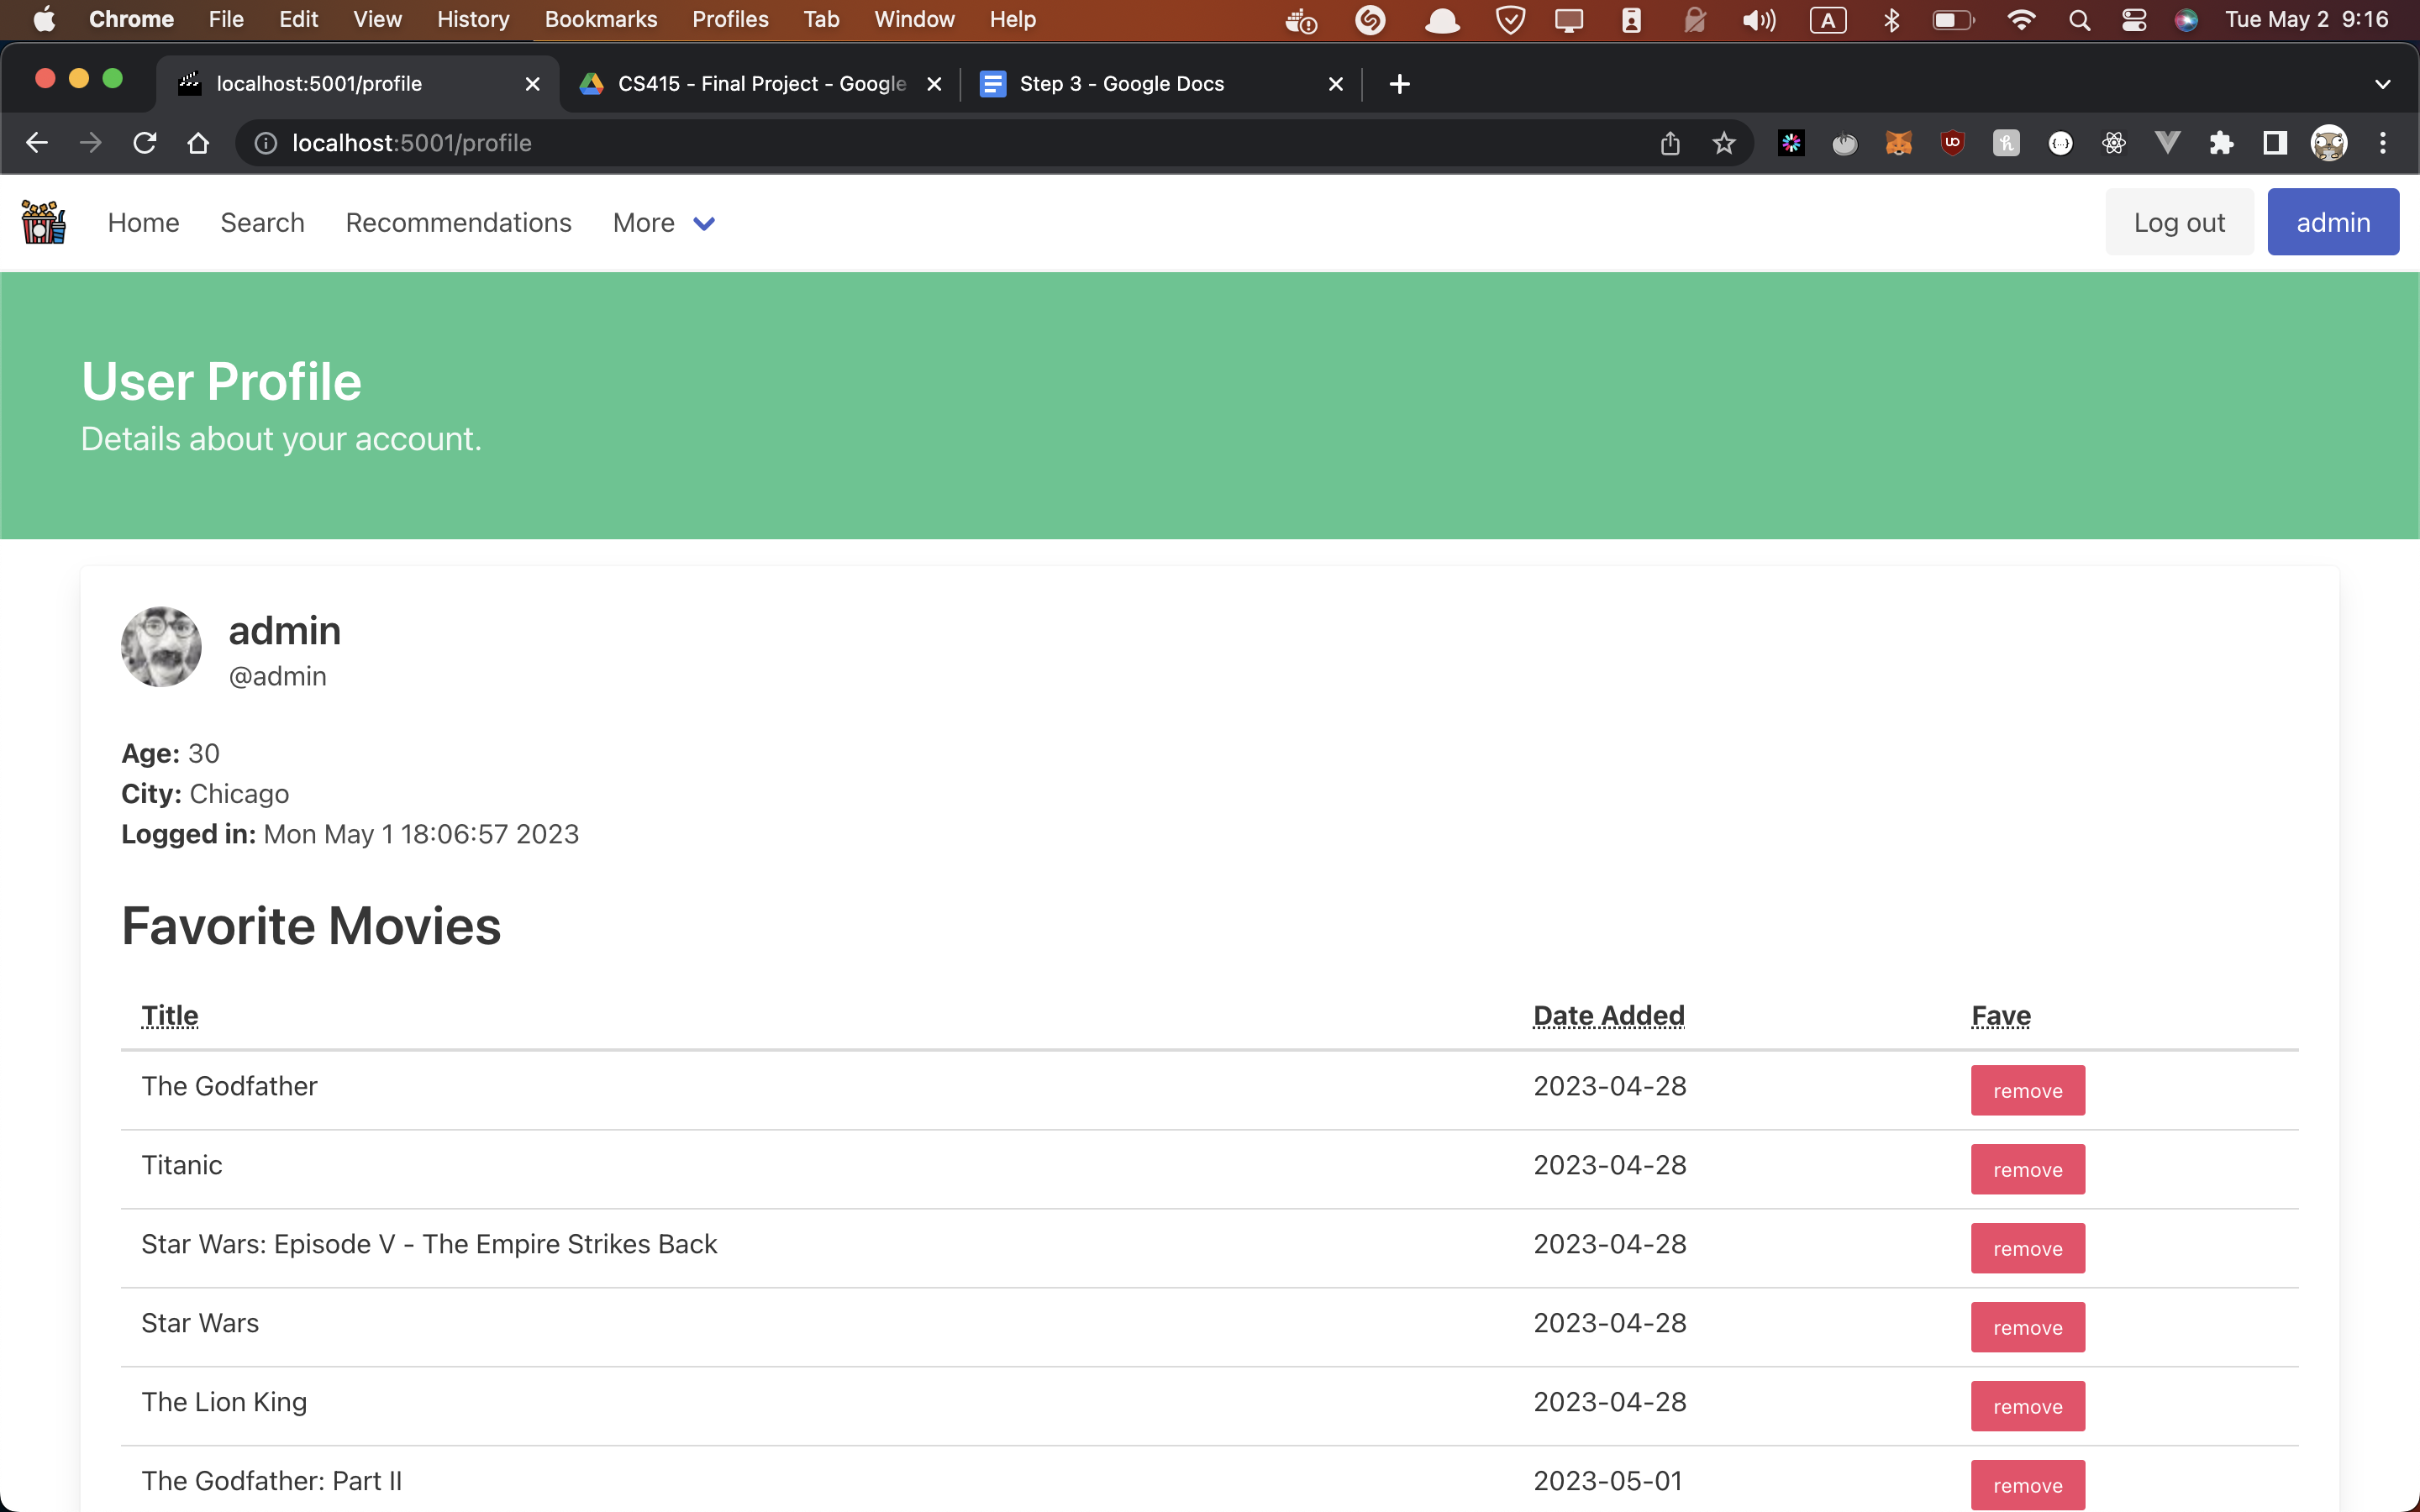 Chrome File Edit View History Bookmarks Profiles Tab Window Help A Tue May 2 9:16
localhost:5001/profile CS415 - Final Project - Google Step 3 - Google Docs
localhost:5001/profile
Home Search Recommendations More Log out admin
User Profile
Details about your account.
admin
@admin
Age: 30
City: Chicago
Logged in: Mon May 1 18:06:57 2023
Favorite Movies
Title Date Added Fave
The Godfather 2023-04-28 remove
Titanic 2023-04-28 remove
Star Wars: Episode V - The Empire Strikes Back 2023-04-28 remove
Star Wars 2023-04-28 remove
The Lion King 2023-04-28 remove
The Godfather: Part II 2023-05-01 remove